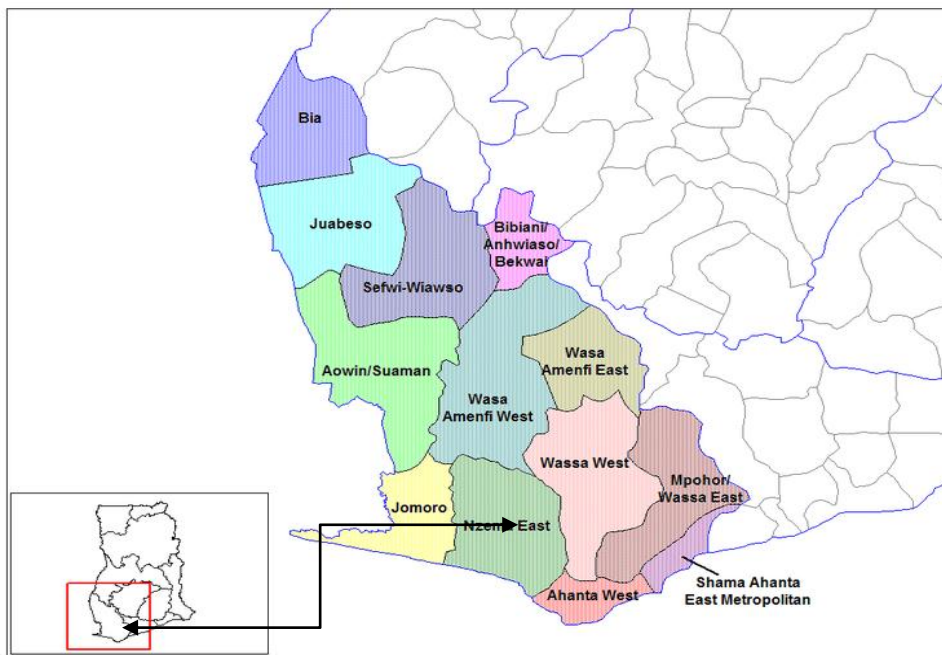 Bia
Juabeso
Bibiani/
Anhwiaso/
Bekwai
Sefwi-Wiawso
Aowin/Suaman
Wasa
Amenfi East
Wasa
Amenfi West
Wassa West
Mpohor/
Wassa East
Jomoro
Nzema East
Ahanta West
Shama Ahanta
East Metropolitan